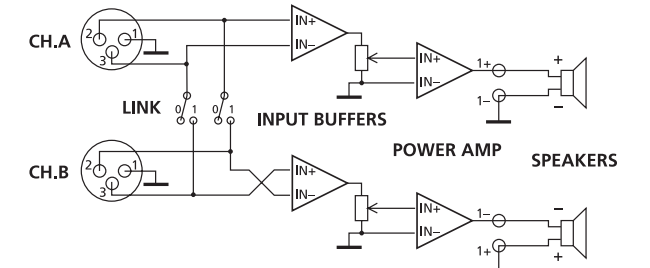 CH.A
2 1
3
IN+
IN–
IN+
IN–
1+
+
1–
–
LINK
0 1 0 1
INPUT BUFFERS
POWER AMP
SPEAKERS
CH.B
2 1
3
IN+
IN–
IN+
IN–
1–
–
1+
+